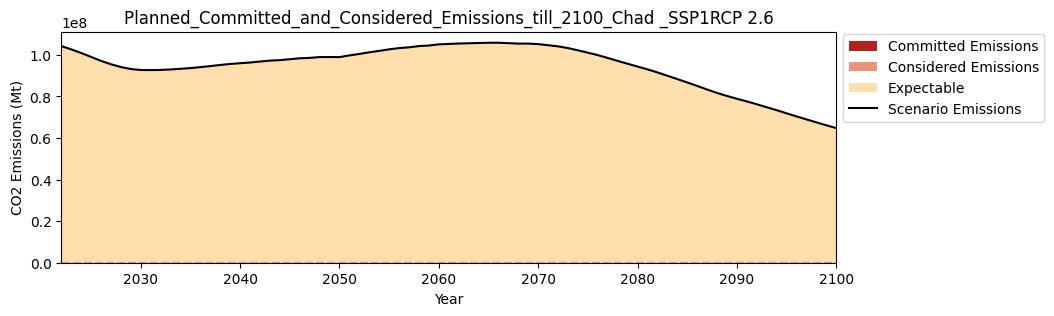 Planned_Committed_and_Considered_Emissions_till_2100_Chad _SSP1RCP 2.6
1e8
1.0
0.8
0.6
0.4
0.2
0.0
CO2 Emissions (Mt)
2030 2040 2050 2060 2070 2080 2090 2100
Year
Committed Emissions
Considered Emissions
Expectable
Scenario Emissions